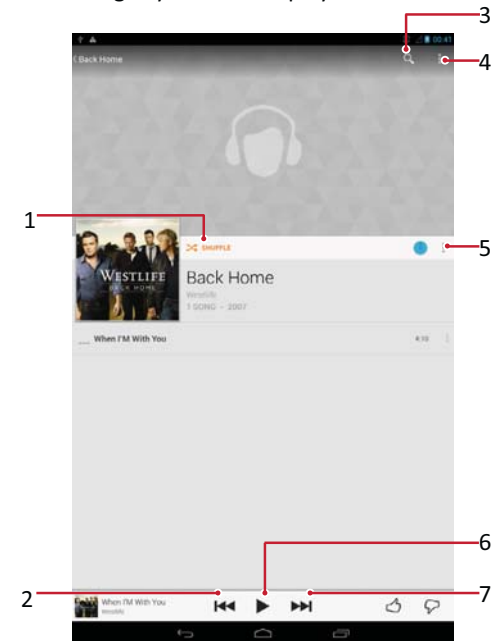 3
00:41
Back Home
4
1
SHUFFLE
5
WESTLIFE
BACK HOME
Back Home
Westlife
1 SONG - 2007
When I'M With You
4:10
6
2
When I'M With You
Westlife
7